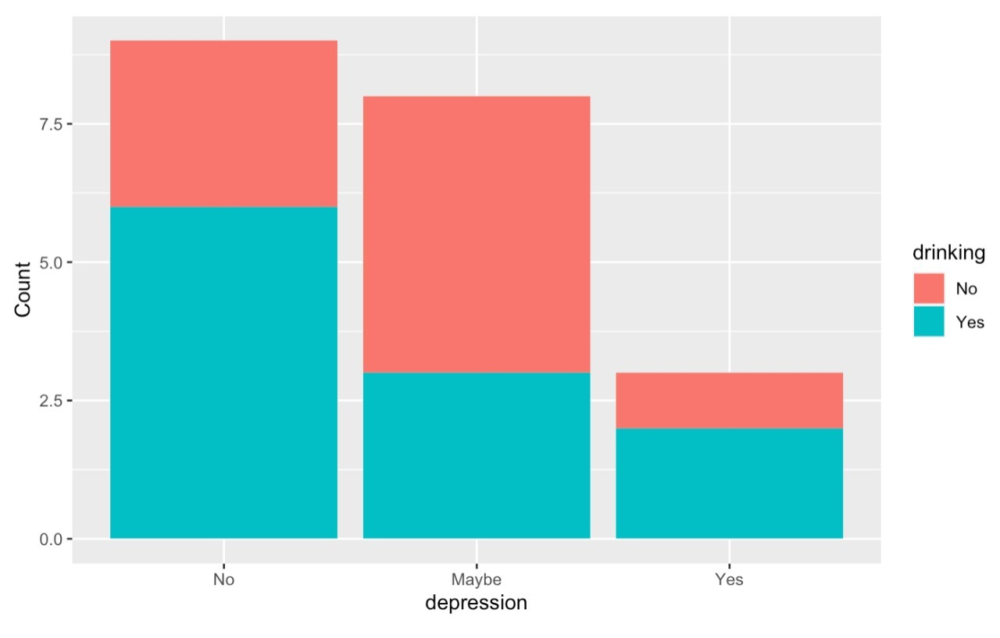 Count
7.5
5.0
2.5
0.0
No
Maybe
Yes
depression
drinking
No
Yes